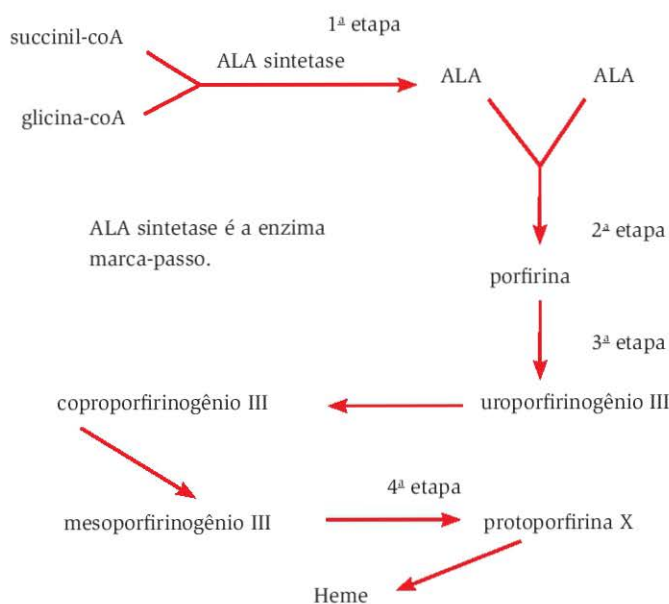 1ª etapa
succinil-coA
ALA sintetase
ALA
ALA
glicina-coA
ALA sintetase é a enzima
marca-passo.
2ª etapa
porfirina
3ª etapa
coproporfirinogênio III
uroporfirinogênio III
4ª etapa
mesoporfirinogênio III
protoporfirina X
Heme